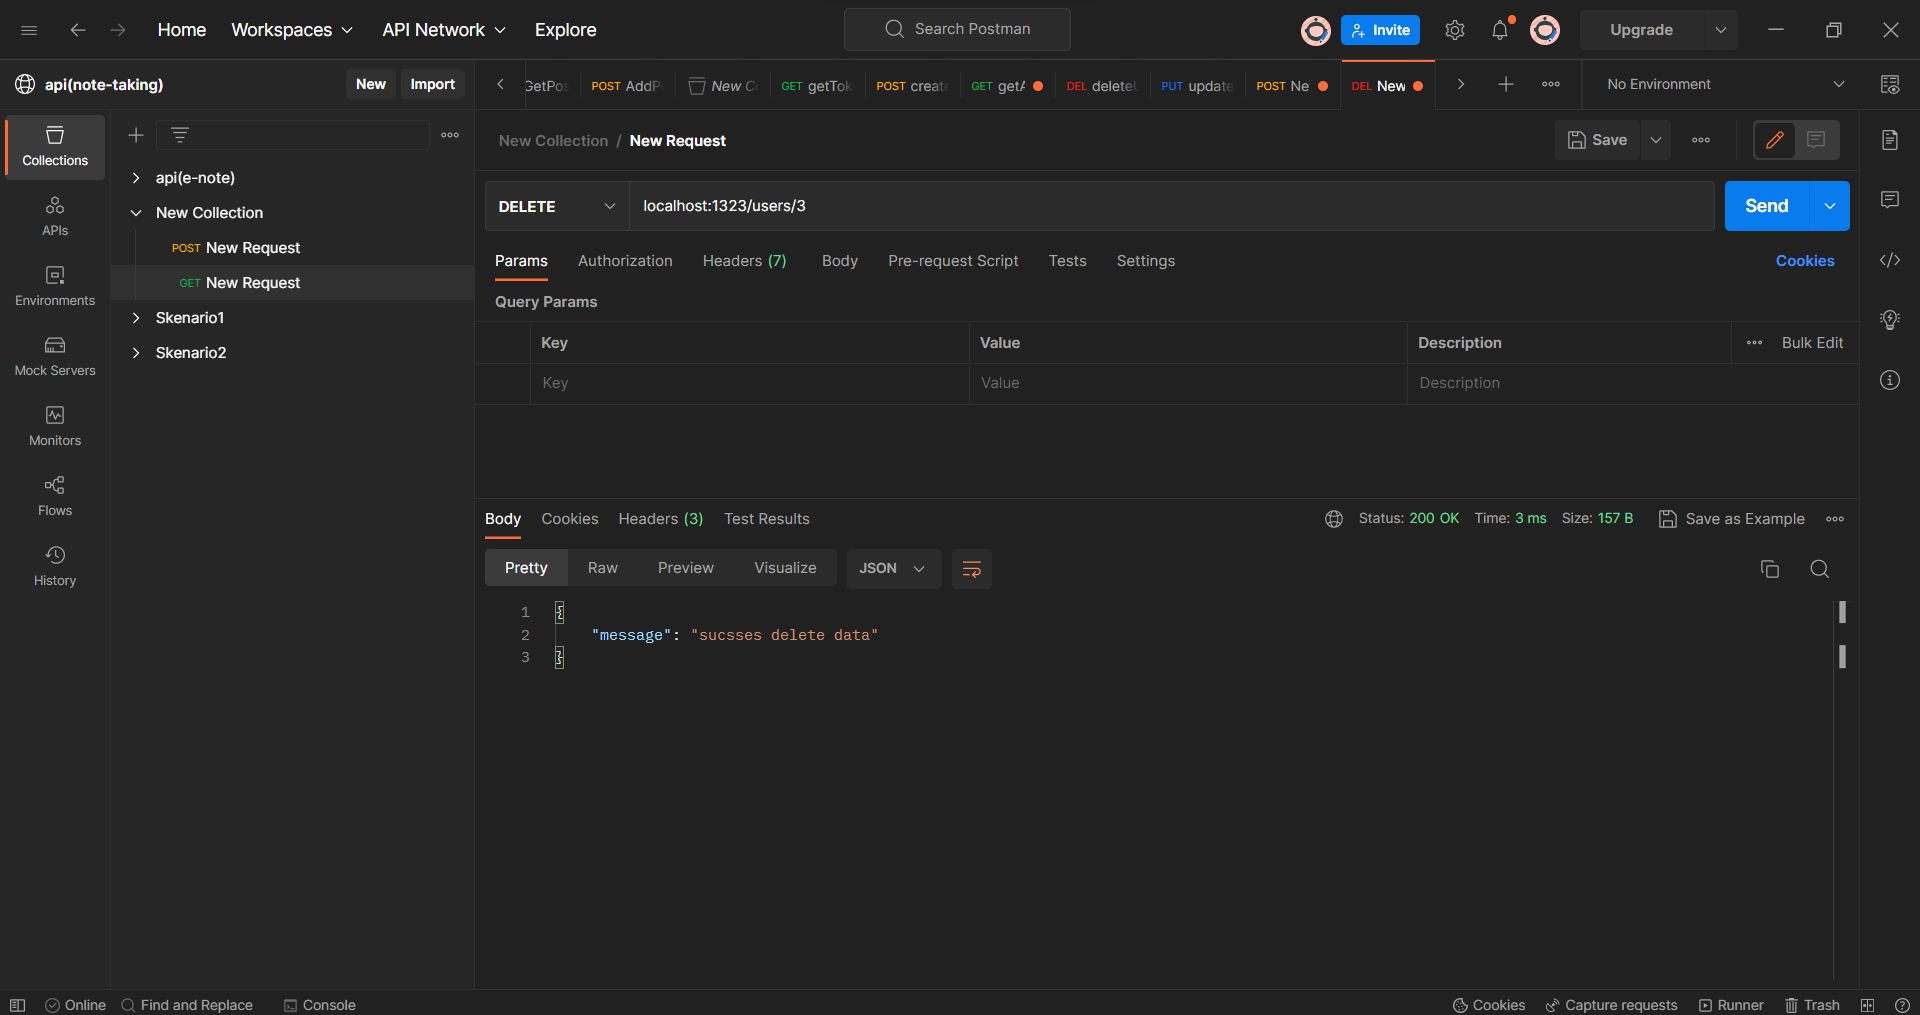 Home Workspaces API Network Explore Search Postman Invite Upgrade
api(note-taking) New Import GetPos POST AddP New C GET getTok POST creat GET getA DEL delete PUT update POST Ne DEL New No Environment
Collections
APIs
Environments
Mock Servers
Monitors
Flows
History
api(e-note)
New Collection
POST New Request
GET New Request
Skenario1
Skenario2
New Collection / New Request Save
DELETE localhost:1323/users/3 Send
Params Authorization Headers (7) Body Pre-request Script Tests Settings Cookies
Query Params
Key Value Description Bulk Edit
Key Value Description
Body Cookies Headers (3) Test Results Status: 200 OK Time: 3 ms Size: 157 B Save as Example
Pretty Raw Preview Visualize JSON
1 {
2 "message": "sucsses delete data"
3 }
Online Find and Replace Console Cookies Capture requests Runner Trash